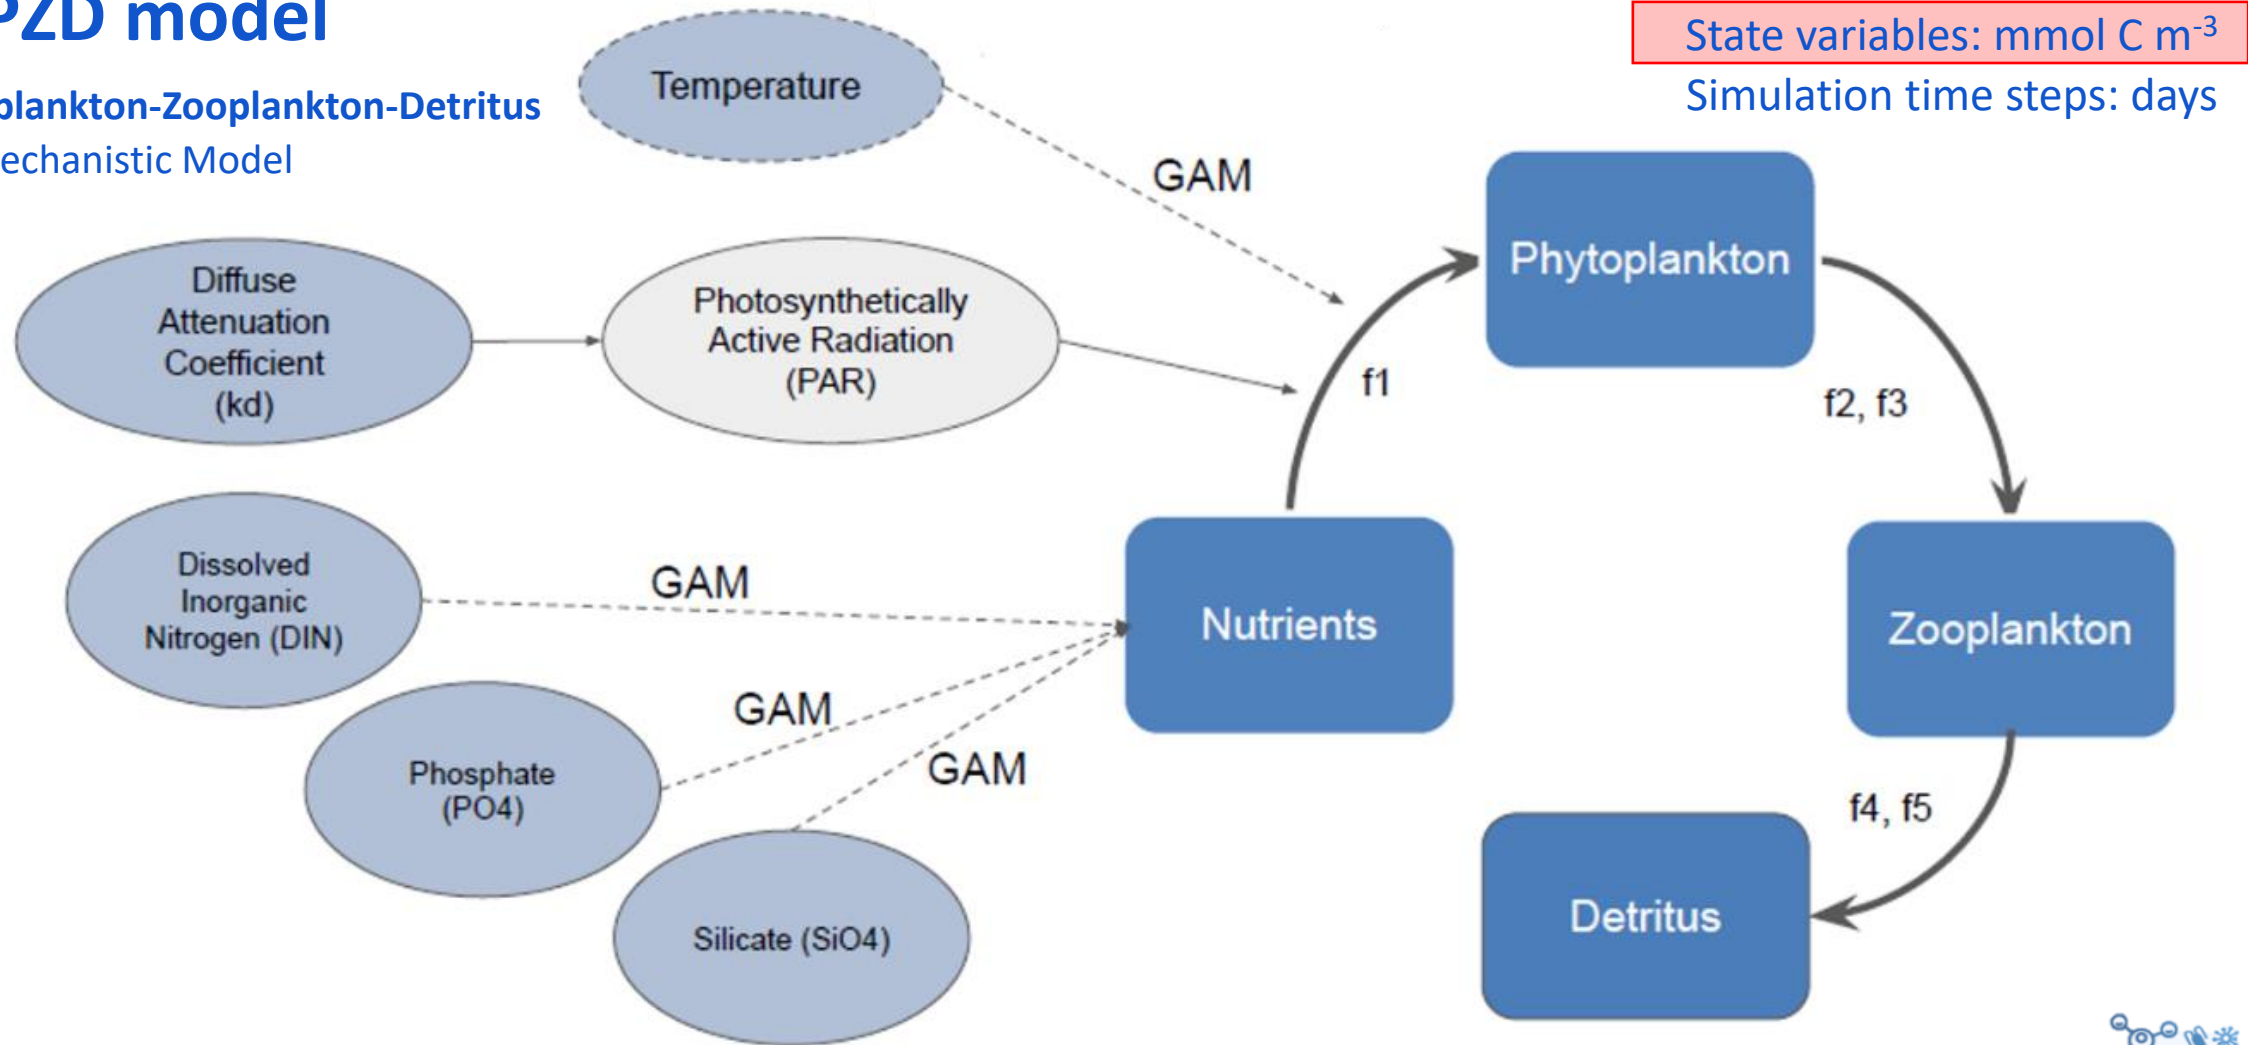 PZD model
plankton-Zooplankton-Detritus
echanistic Model
State variables: mmol C m-3
Simulation time steps: days
Temperature
GAM
Phytoplankton
Diffuse
Attenuation
Coefficient
(kd)
Photosynthetically
Active Radiation
(PAR)
f1
f2, f3
Dissolved
Inorganic
Nitrogen (DIN)
GAM
Nutrients
Zooplankton
Phosphate
(PO4)
GAM
GAM
f4, f5
Silicate (SiO4)
Detritus